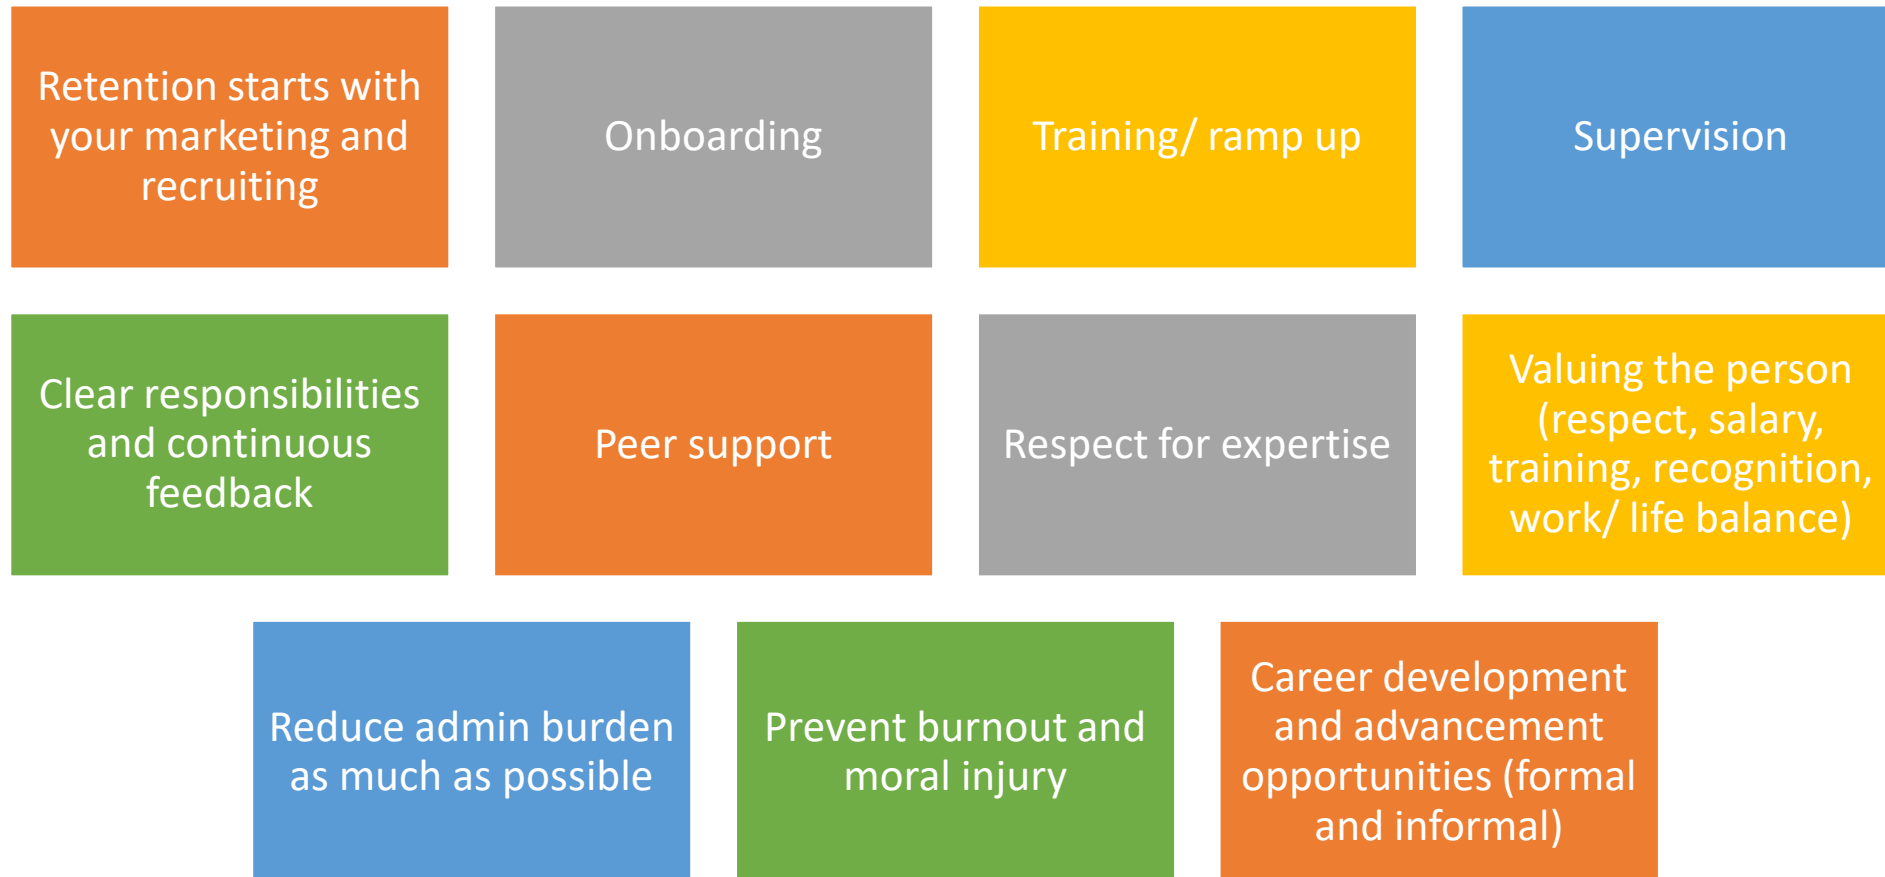 Retention starts with
your marketing and
recruiting
Onboarding
Training/ ramp up
Supervision
Clear responsibilities
and continuous
feedback
Peer support
Respect for expertise
Valuing the person
(respect, salary,
training, recognition,
work/ life balance)
Reduce admin burden
as much as possible
Prevent burnout and
moral injury
Career development
and advancement
opportunities (formal
and informal)